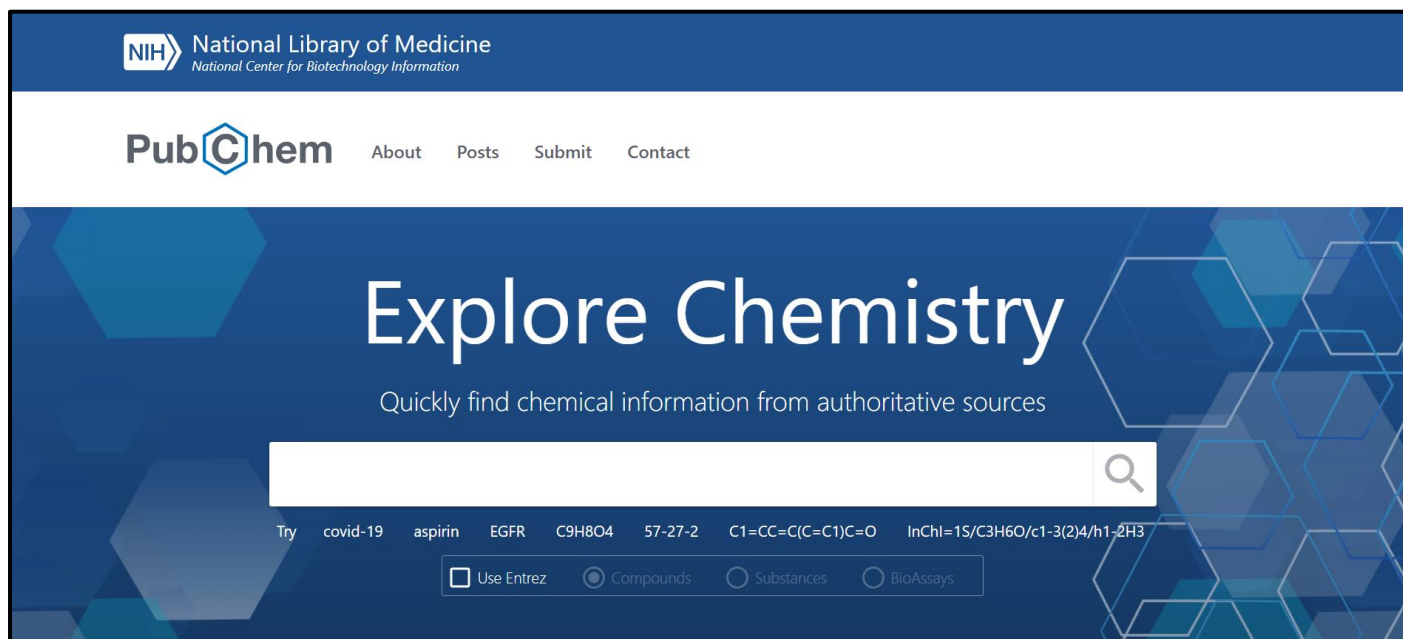 NIH National Library of Medicine
National Center for Biotechnology Information
PubChem About Posts Submit Contact
Explore Chemistry
Quickly find chemical information from authoritative sources
Try covid-19 aspirin EGFR C9H8O4 57-27-2 C1=CC=C(C=C1)C=O InChI=1S/C3H6O/c1-3(2)4/h1-2H3
Use Entrez Compounds Substances BioAssays